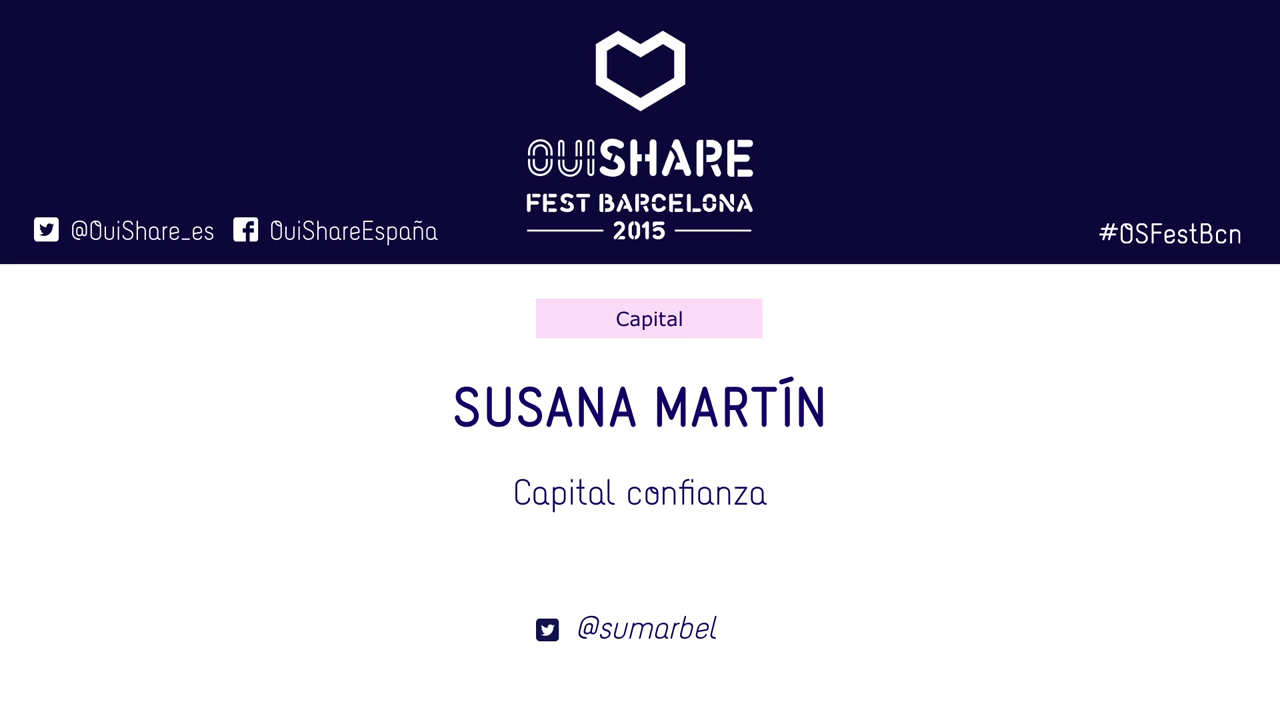 OUISHARE
FEST BARCELONA
2015
@OuiShare_es OuiShareEspaña
#OSFestBcn
Capital
SUSANA MARTÍN
Capital confianza
@sumarbel